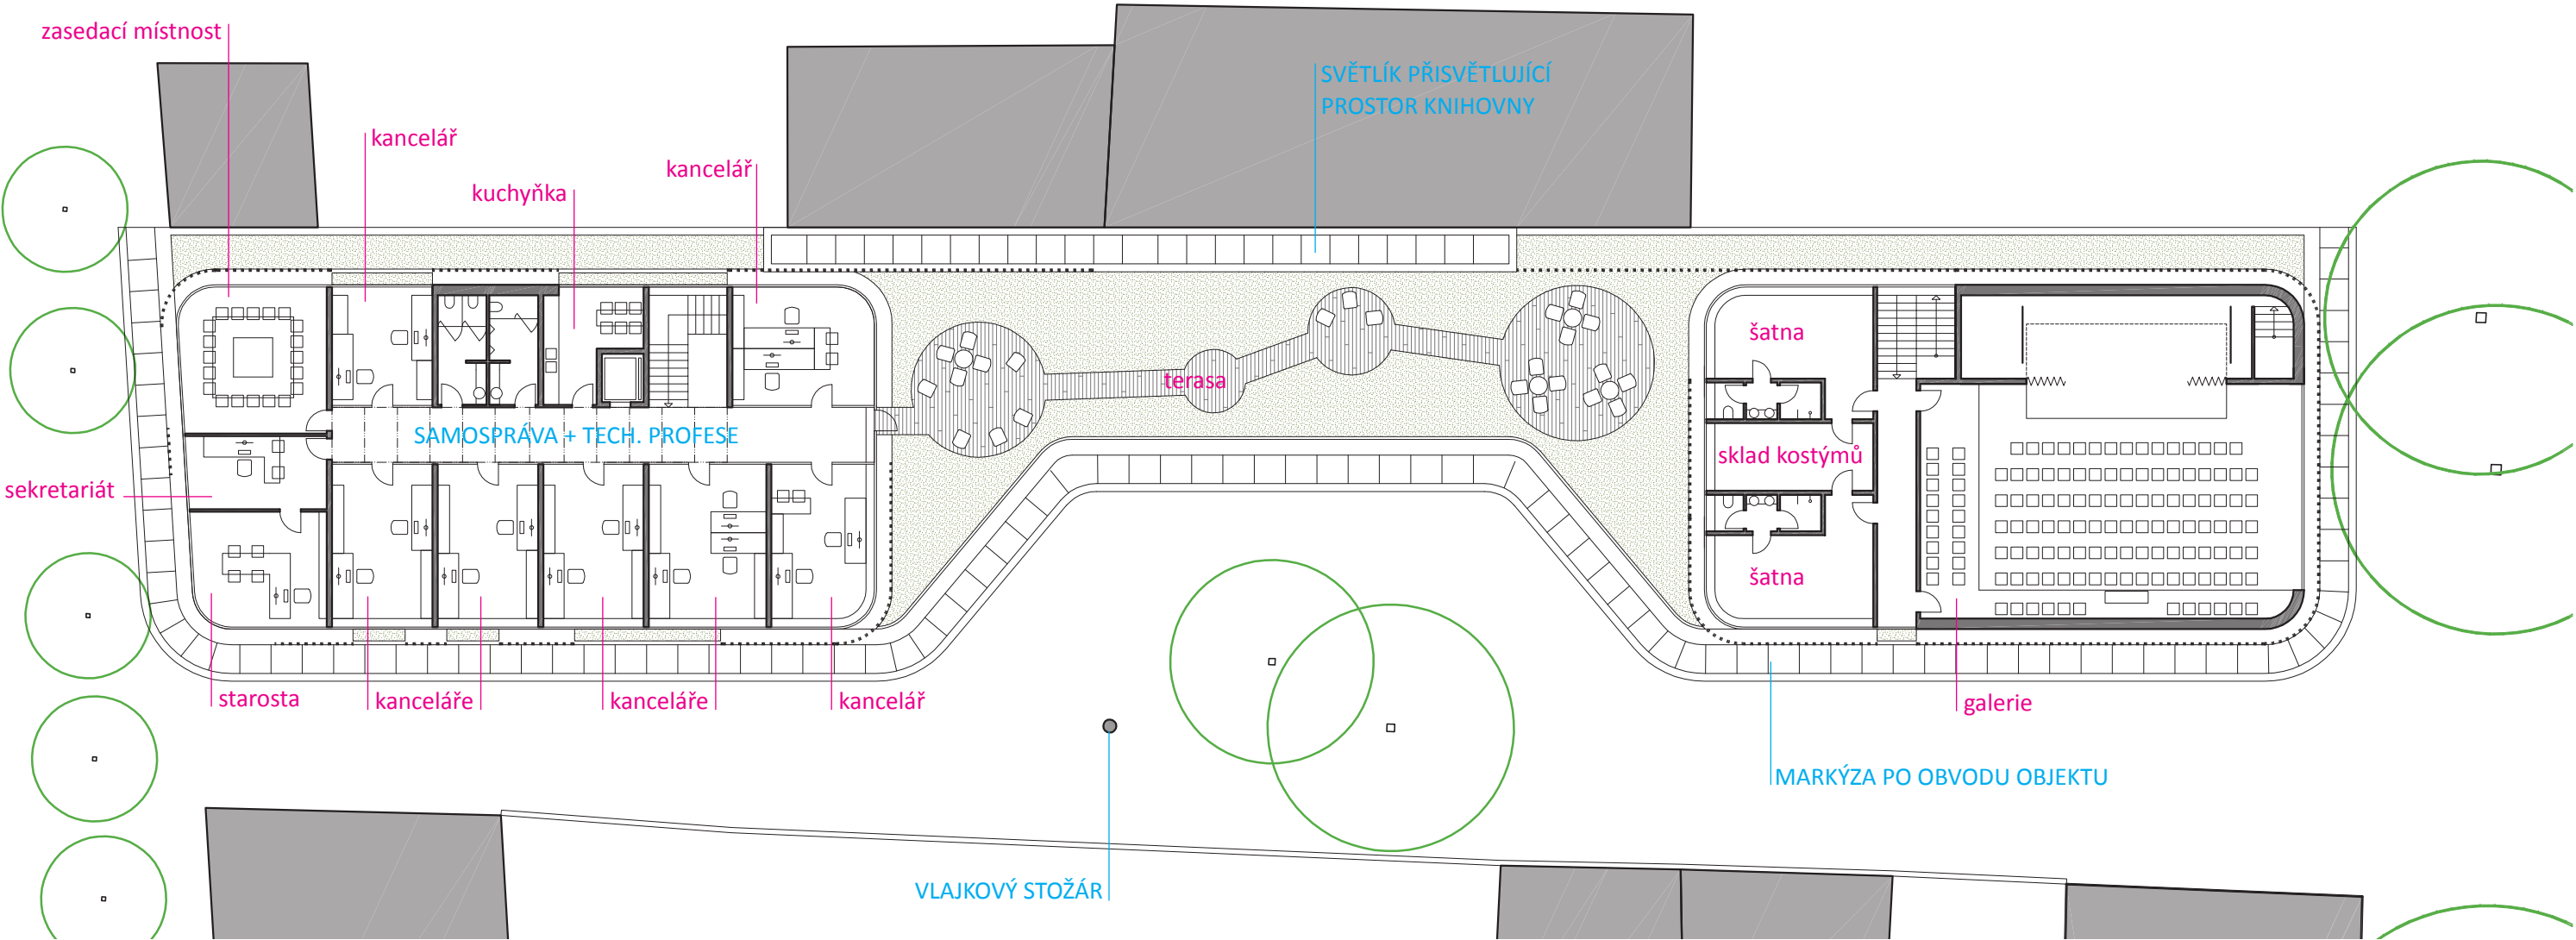 zasedací místnost
SVĚTLÍK PŘISVĚTLUJÍCÍ
PROSTOR KNIHOVNY
kancelář
kancelář
kuchyňka
šatna
terasa
SAMOSPRÁVA + TECH. PROFESE
sklad kostýmů
sekretariát
šatna
starosta
kanceláře
kanceláře
kancelář
galerie
MARKÝZA PO OBVODU OBJEKTU
VLAJKOVÝ STOŽÁR